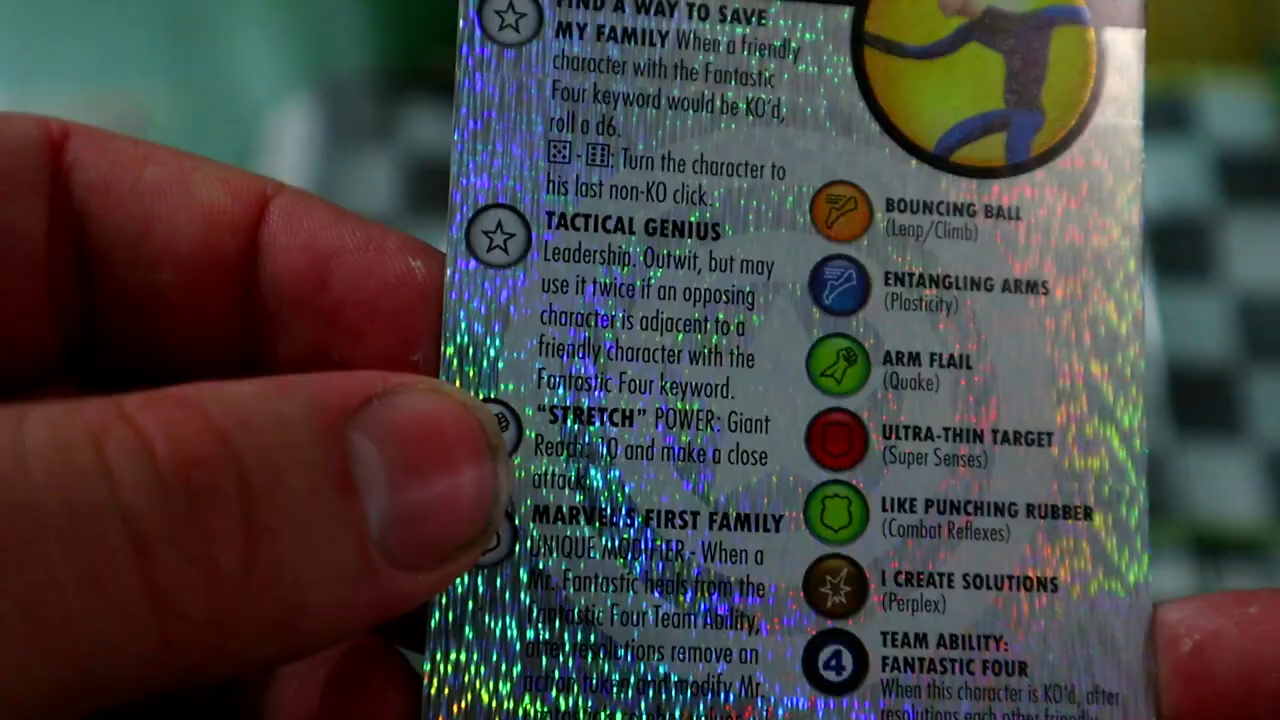 FIND A WAY TO SAVE
MY FAMILY When a friendly
character with the Fantastic
Four keyword would be KO'd,
roll a d6.
- : Turn the character to
his last non-KO click.
TACTICAL GENIUS
Leadership. Outwit, but may
use it twice if an opposing
character is adjacent to a
friendly character with the
Fantastic Four keyword.
"STRETCH" POWER: Giant
Reach: 10 and make a close
attack.
MARVEL'S FIRST FAMILY
UNIQUE MODIFIER - When a
Mr. Fantastic heals from the
Fantastic Four Team Ability,
after resolutions remove an
action token and modify Mr.
Fantastic's combat values
BOUNCING BALL
(Leap/Climb)
ENTANGLING ARMS
(Plasticity)
ARM FLAIL
(Quake)
ULTRA-THIN TARGET
(Super Senses)
LIKE PUNCHING RUBBER
(Combat Reflexes)
I CREATE SOLUTIONS
(Perplex)
4
TEAM ABILITY:
FANTASTIC FOUR
When this character is KO'd, after
resolutions each other friendly